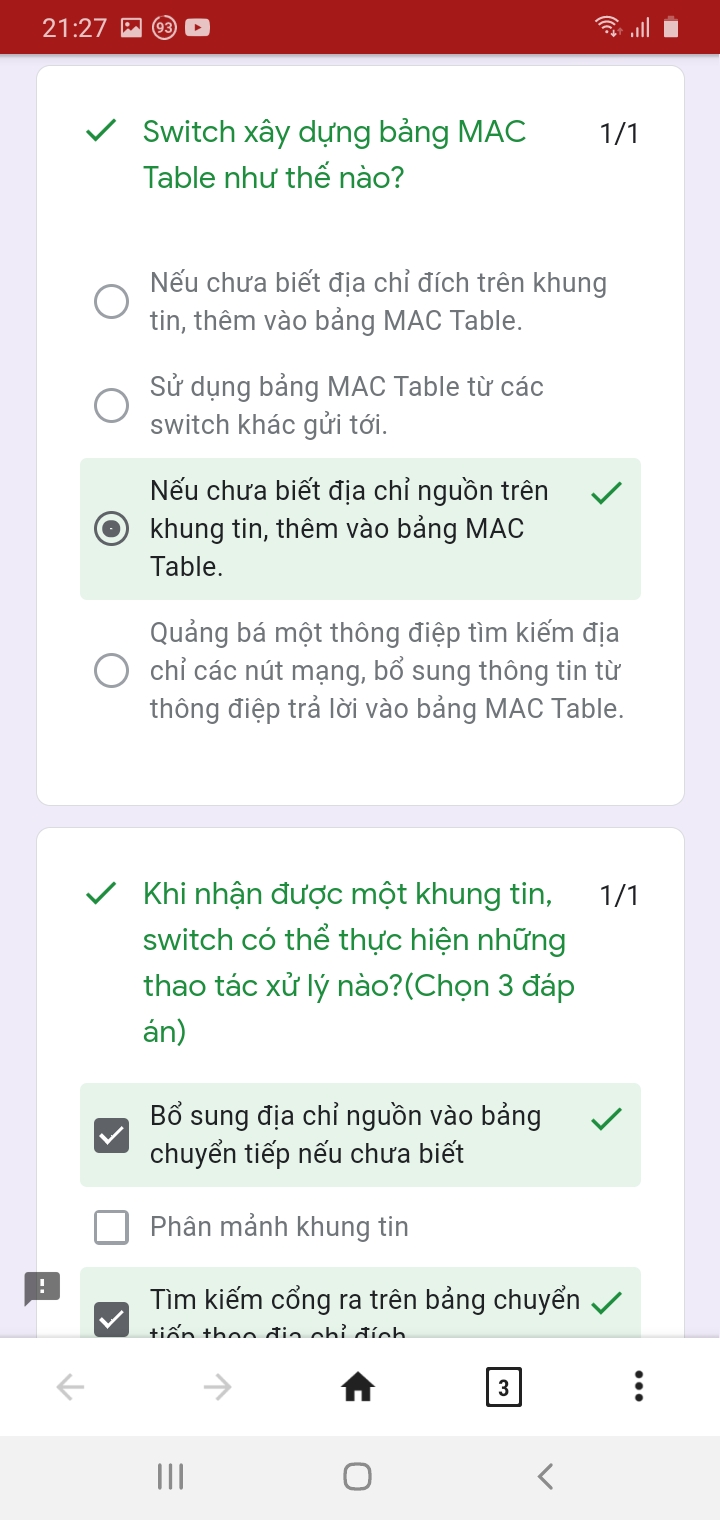 21:27 93
Switch xây dựng bảng MAC 1/1
Table như thế nào?
Nếu chưa biết địa chỉ đích trên khung
tin, thêm vào bảng MAC Table.
Sử dụng bảng MAC Table từ các
switch khác gửi tới.
Nếu chưa biết địa chỉ nguồn trên
khung tin, thêm vào bảng MAC
Table.
Quảng bá một thông điệp tìm kiếm địa
chỉ các nút mạng, bổ sung thông tin từ
thông điệp trả lời vào bảng MAC Table.
Khi nhận được một khung tin, 1/1
switch có thể thực hiện những
thao tác xử lý nào?(Chọn 3 đáp
án)
Bổ sung địa chỉ nguồn vào bảng
chuyển tiếp nếu chưa biết
Phân mảnh khung tin
Tìm kiếm cổng ra trên bảng chuyển
tiếp theo địa chỉ đích
3